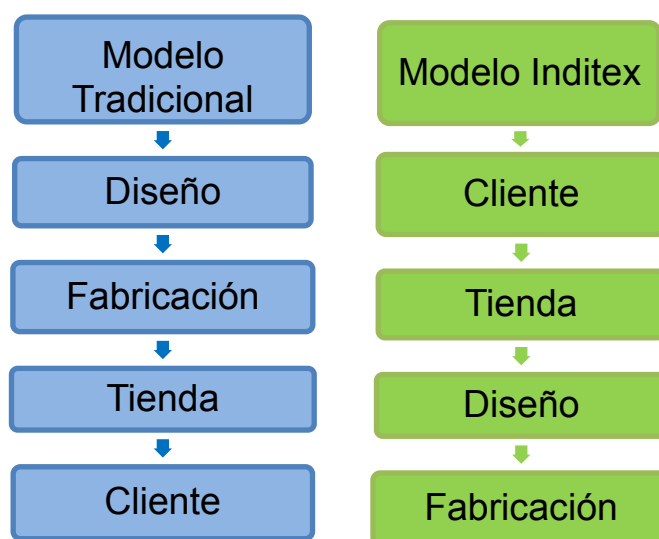 Modelo
Tradicional
Diseño
Fabricación
Tienda
Cliente
Modelo Inditex
Cliente
Tienda
Diseño
Fabricación